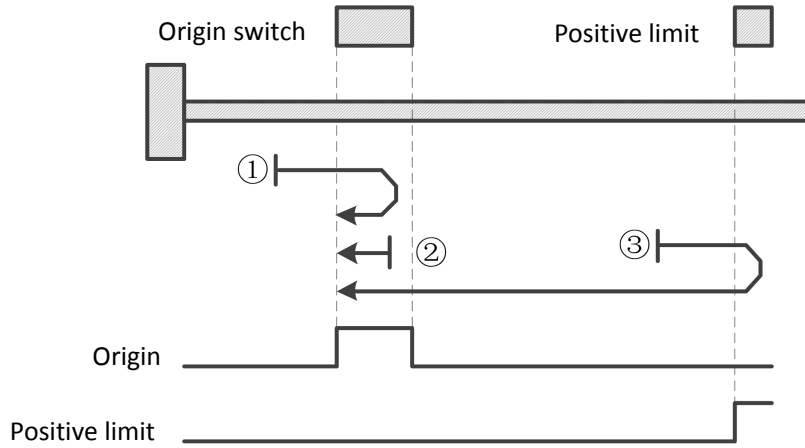 Origin switch
Positive limit
①
②
③
Origin
Positive limit